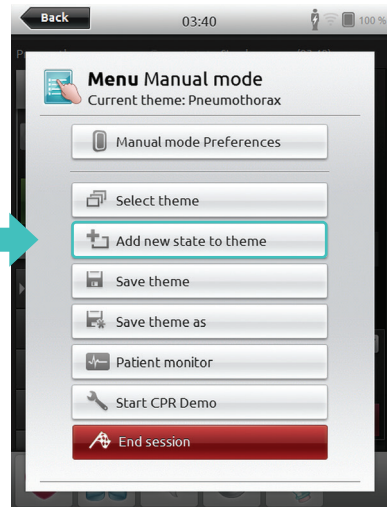 Back
03:40
100 %
Menu Manual mode
Current theme: Pneumothorax
Manual mode Preferences
Select theme
Add new state to theme
Save theme
Save theme as
Patient monitor
Start CPR Demo
End session